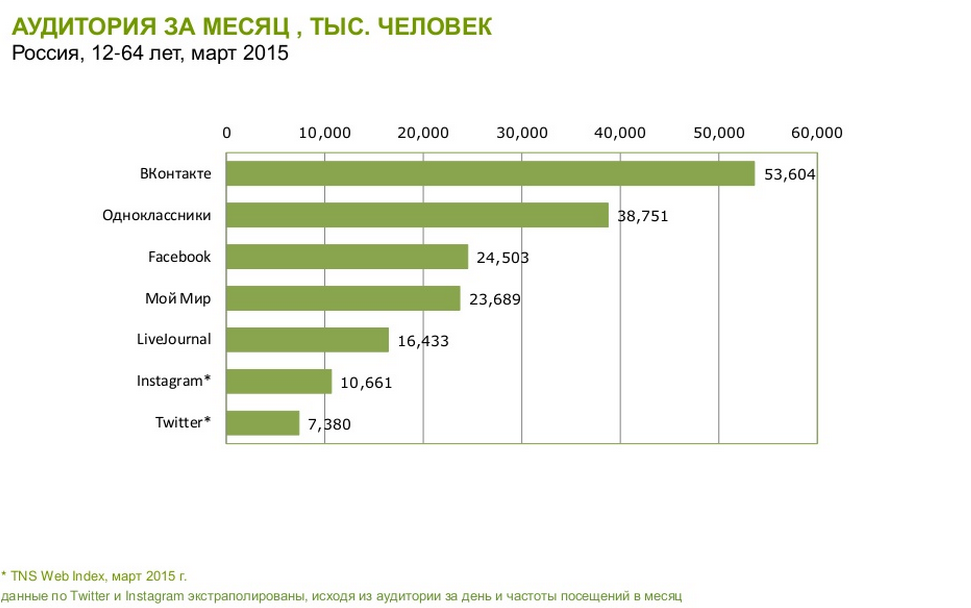 АУДИТОРИЯ ЗА МЕСЯЦ , ТЫС. ЧЕЛОВЕК
Россия, 12-64 лет, март 2015
0 10,000 20,000 30,000 40,000 50,000 60,000
ВКонтакте 53,604
Одноклассники 38,751
Facebook 24,503
Мой Мир 23,689
LiveJournal 16,433
Instagram* 10,661
Twitter* 7,380
* TNS Web Index, март 2015 г.
данные по Twitter и Instagram экстраполированы, исходя из аудитории за день и частоты посещений в месяц